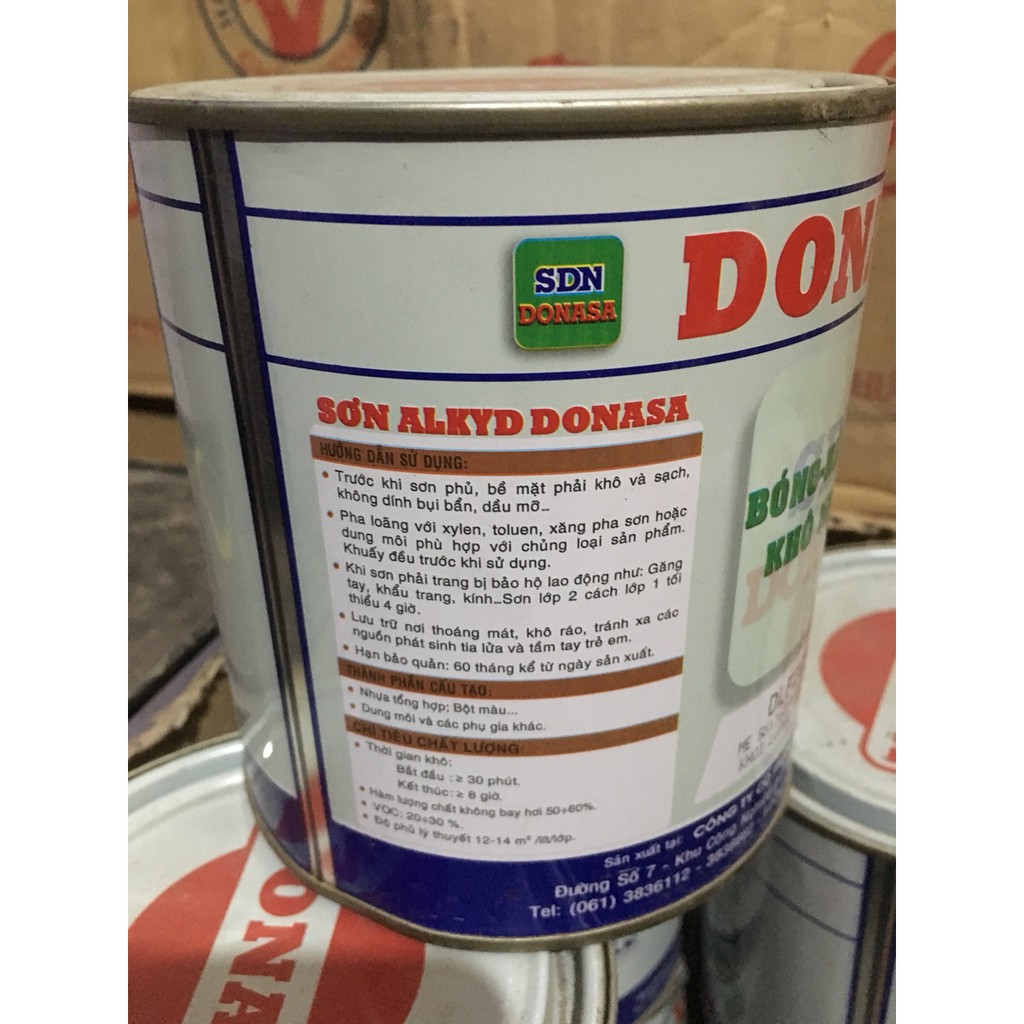 SDN
DONASA
DON
SƠN ALKYD DONASA
HƯỚNG DẪN SỬ DỤNG:
• Trước khi sơn phủ, bề mặt phải khô và sạch,
không dính bụi bẩn, dầu mỡ...
• Pha loãng với xylen, toluen, xăng pha sơn hoặc
dung môi phù hợp với chủng loại sản phẩm.
Khuấy đều trước khi sử dụng.
• Khi sơn phải trang bị bảo hộ lao động như: Găng
tay, khẩu trang, kính...Sơn lớp 2 cách lớp 1 tối
thiểu 4 giờ.
• Lưu trữ nơi thoáng mát, khô ráo, tránh xa các
nguồn phát sinh tia lửa và tầm tay trẻ em.
• Hạn bảo quản: 60 tháng kể từ ngày sản xuất.
THÀNH PHẦN CẤU TẠO:
• Nhựa tổng hợp; Bột màu...
• Dung môi và các phụ gia khác.
CHỈ TIÊU CHẤT LƯỢNG:
• Thời gian khô:
Bắt đầu : ≥ 30 phút.
Kết thúc: ≥ 8 giờ.
• Hàm lượng chất không bay hơi 50÷60%.
• VOC: 20÷30 %.
• Độ phủ lý thuyết 12-14 m² /lít/lớp.
BÓNG
KHÔ
Sản xuất tại: CÔNG TY
Đường Số 7 - Khu Công
Tel: (061) 3836112 -
ONA